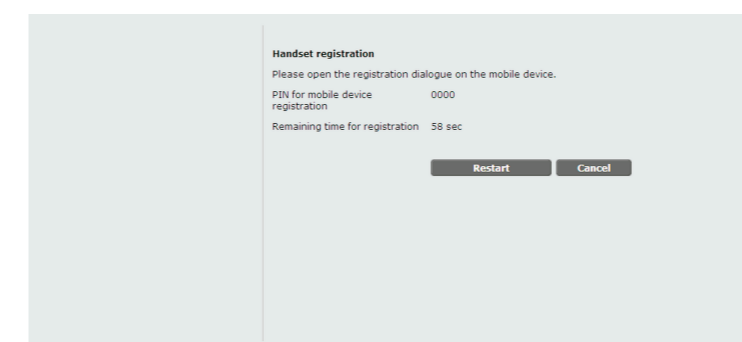 Handset registration
Please open the registration dialogue on the mobile device.
PIN for mobile device registration 0000
Remaining time for registration 58 sec
Restart Cancel